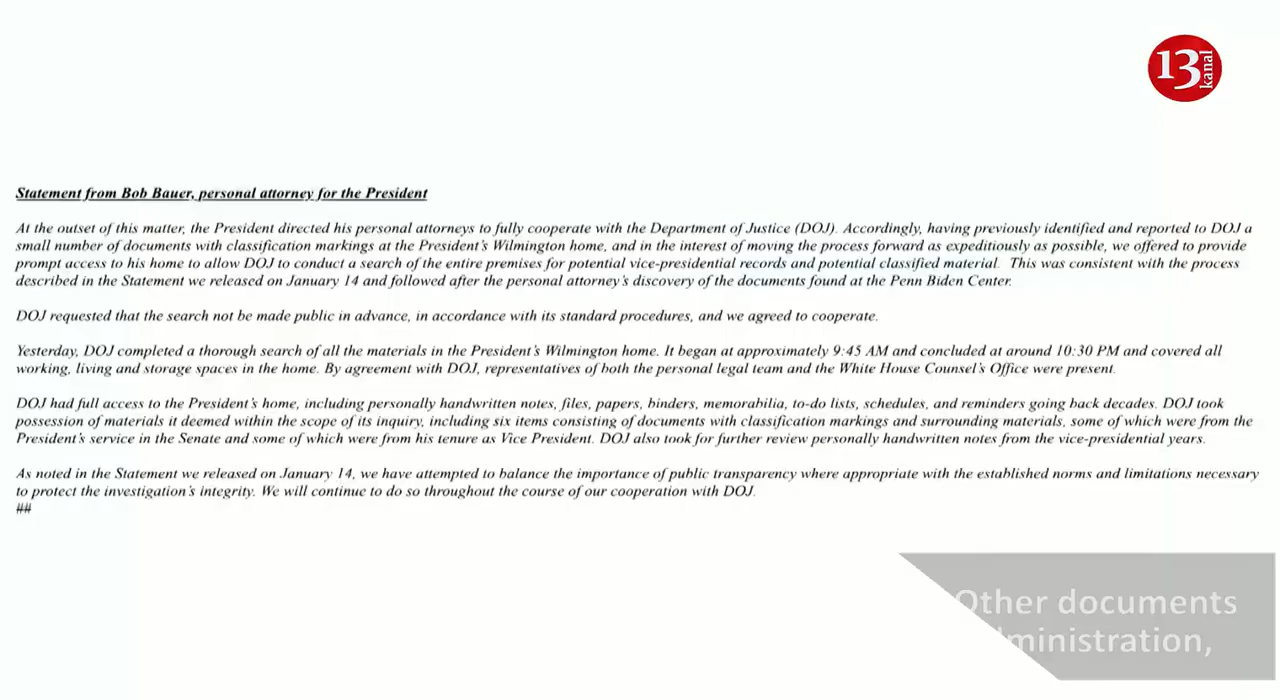 13
kanal
Statement from Bob Bauer, personal attorney for the President
At the outset of this matter, the President directed his personal attorneys to fully cooperate with the Department of Justice (DOJ). Accordingly, having previously identified and reported to DOJ a
small number of documents with classification markings at the President's Wilmington home, and in the interest of moving the process forward as expeditiously as possible, we offered to provide
prompt access to his home to allow DOJ to conduct a search of the entire premises for potential vice-presidential records and potential classified material. This was consistent with the process
described in the Statement we released on January 14 and followed after the personal attorney's discovery of the documents found at the Penn Biden Center.
DOJ requested that the search not be made public in advance, in accordance with its standard procedures, and we agreed to cooperate.
Yesterday, DOJ completed a thorough search of all the materials in the President's Wilmington home. It began at approximately 9:45 AM and concluded at around 10:30 PM and covered all
working, living and storage spaces in the home. By agreement with DOJ, representatives of both the personal legal team and the White House Counsel's Office were present.
DOJ had full access to the President's home, including personally handwritten notes, files, papers, binders, memorabilia, to-do lists, schedules, and reminders going back decades. DOJ took
possession of materials it deemed within the scope of its inquiry, including six items consisting of documents with classification markings and surrounding materials, some of which were from the
President's service in the Senate and some of which were from his tenure as Vice President. DOJ also took for further review personally handwritten notes from the vice-presidential years.
As noted in the Statement we released on January 14, we have attempted to balance the importance of public transparency where appropriate with the established norms and limitations necessary
to protect the investigation's integrity. We will continue to do so throughout the course of our cooperation with DOJ.
##
Other documents
ministration,